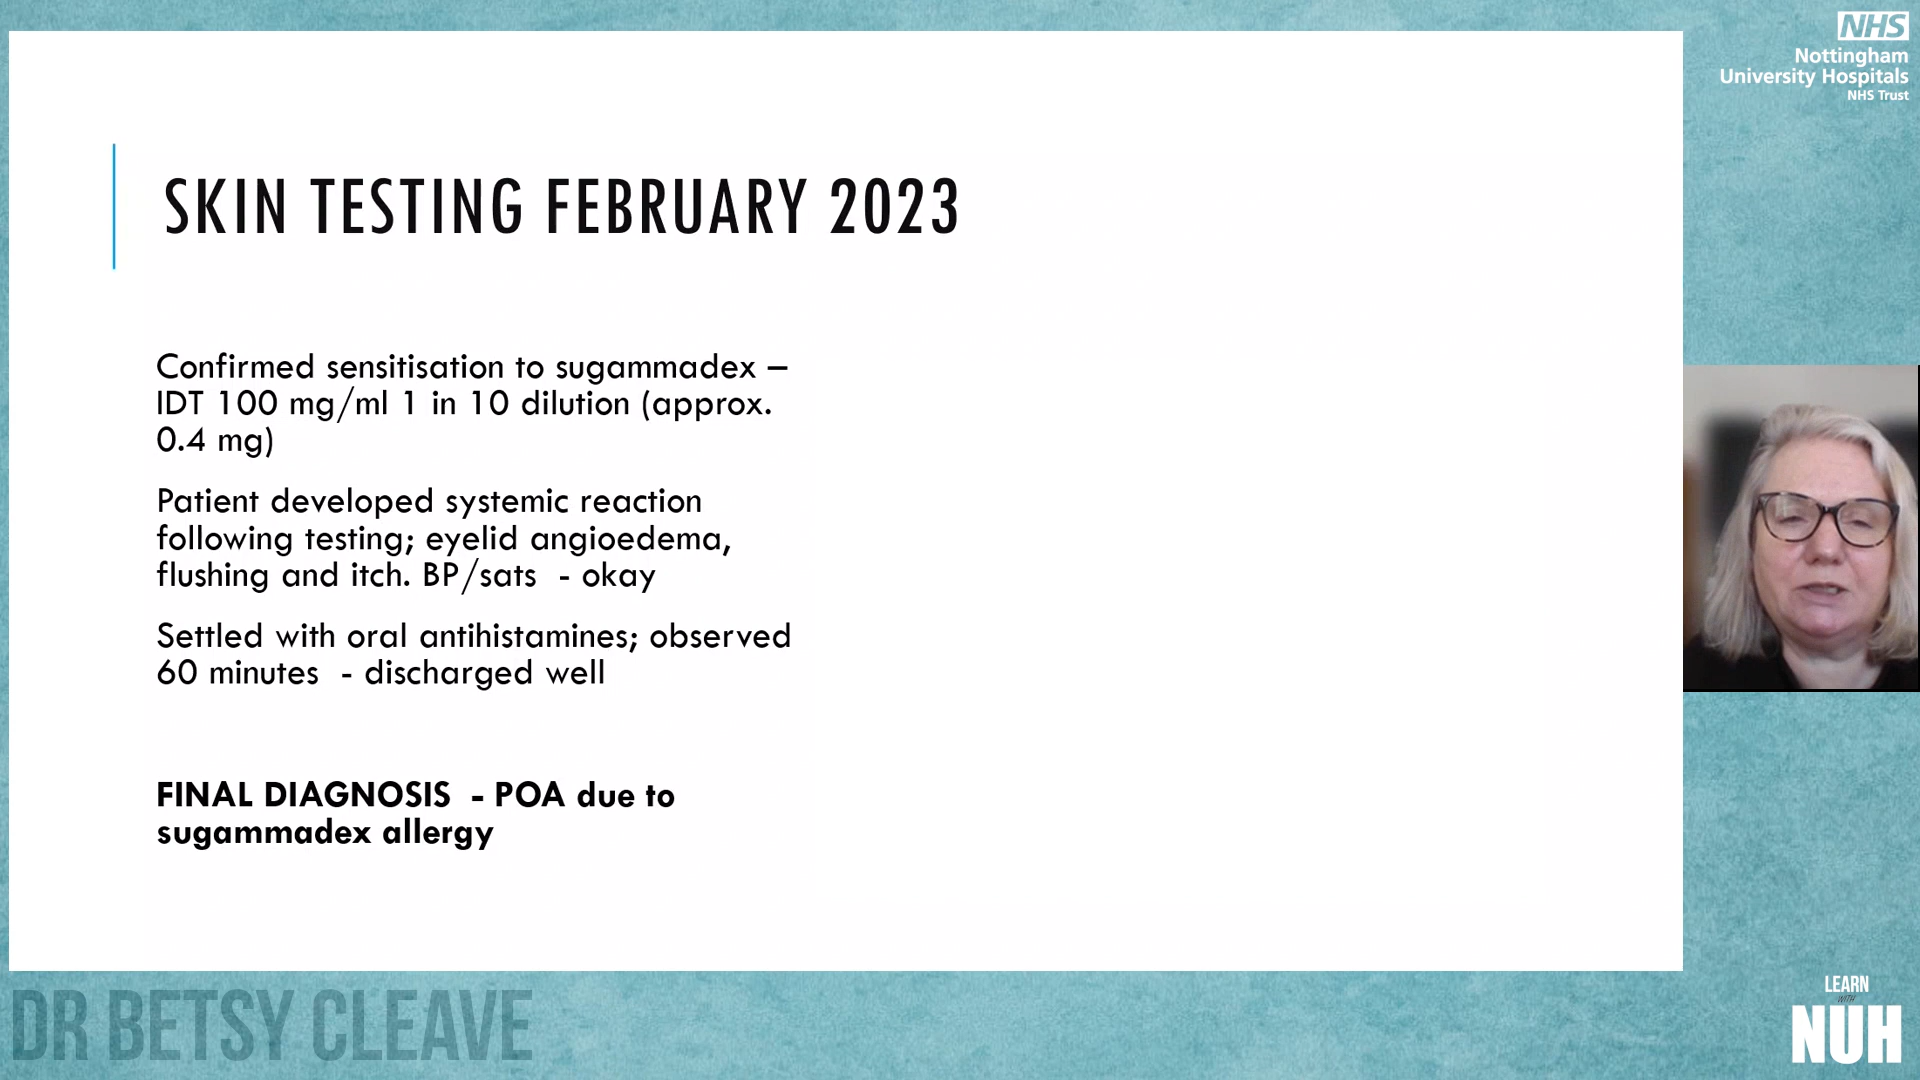 NHS
Nottingham
University Hospitals
NHS Trust
SKIN TESTING FEBRUARY 2023
Confirmed sensitisation to sugammadex –
IDT 100 mg/ml 1 in 10 dilution (approx.
0.4 mg)
Patient developed systemic reaction
following testing; eyelid angioedema,
flushing and itch. BP/sats  - okay
Settled with oral antihistamines; observed
60 minutes  - discharged well
FINAL DIAGNOSIS  - POA due to
sugammadex allergy
DR BETSY CLEAVE
LEARN
WITH
NUH